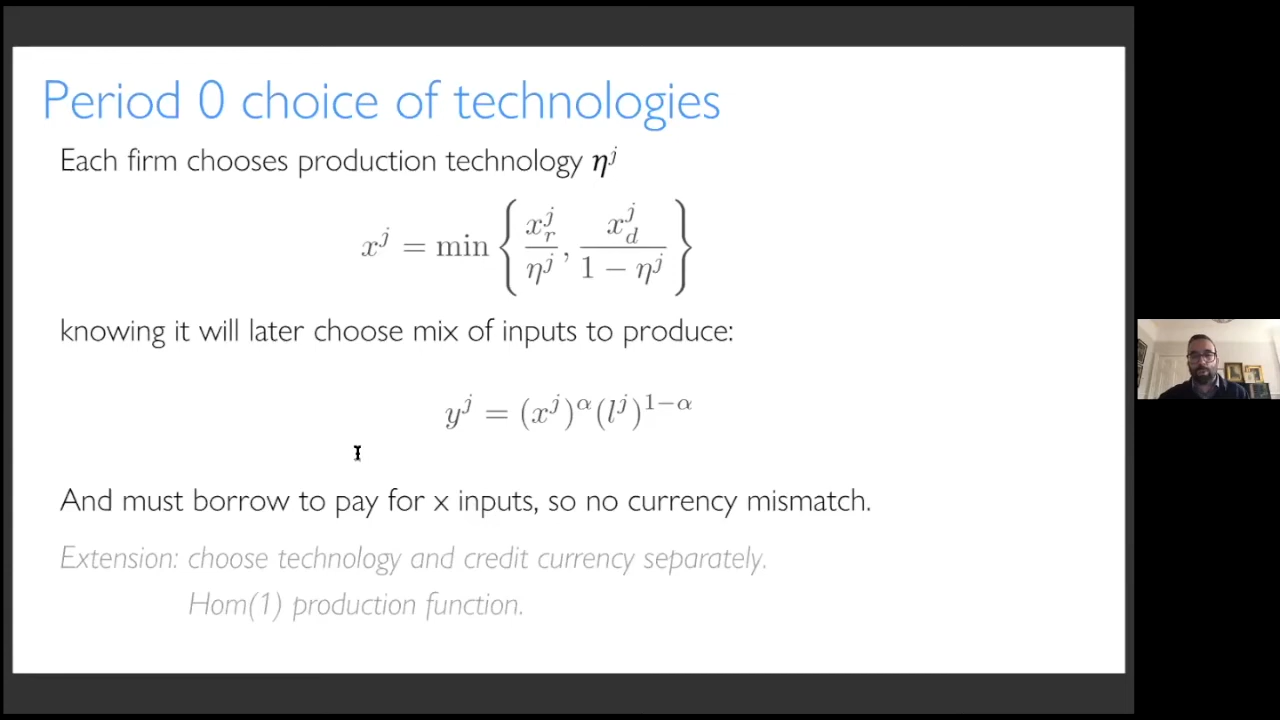 Period 0 choice of technologies
Each firm chooses production technology η^j
x^j = min { x_r^j / η^j , x_d^j / (1 − η^j) }
knowing it will later choose mix of inputs to produce:
y^j = (x^j)^α (l^j)^{1−α}
And must borrow to pay for x inputs, so no currency mismatch.
Extension: choose technology and credit currency separately.
Hom(1) production function.